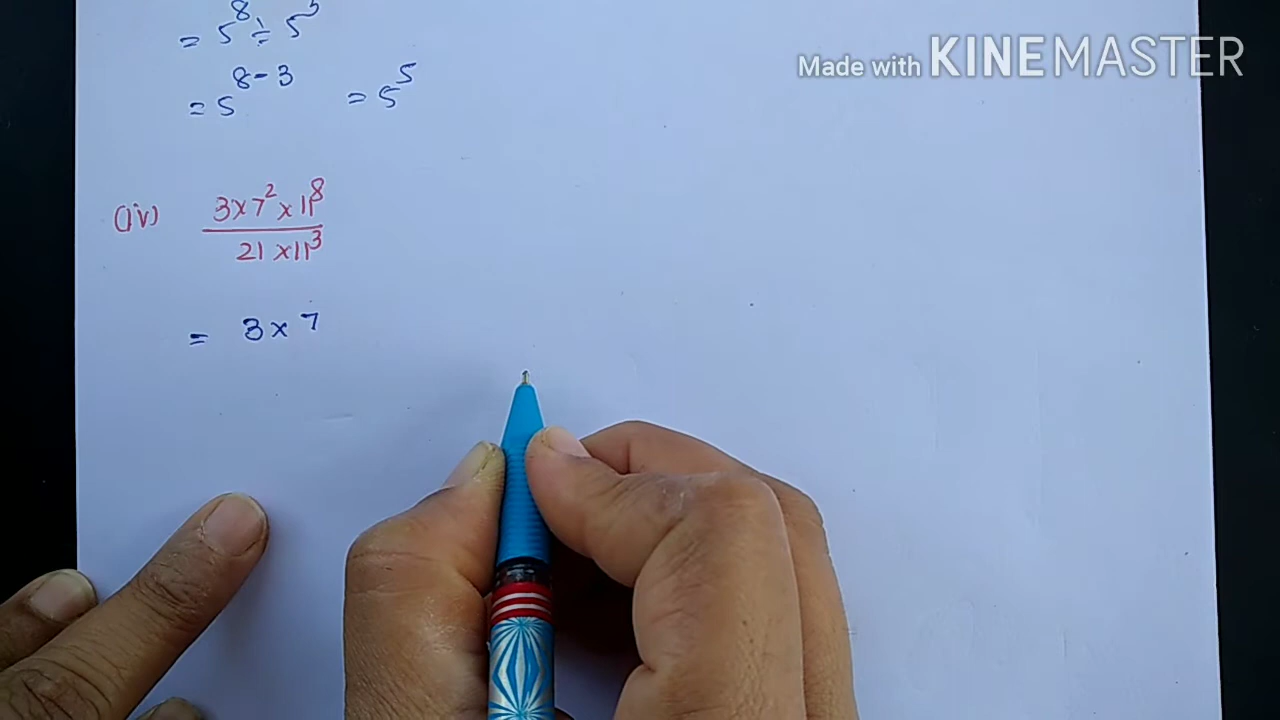 = 5⁸ ÷ 5³
Made with KINEMASTER
= 5⁸⁻³ = 5⁵
(iv) 3×7²×11⁸
21×11³
= 3×7